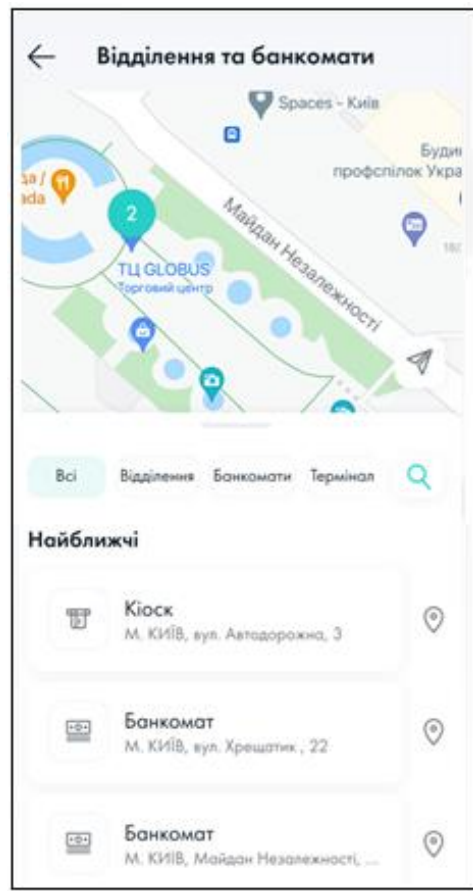 Відділення та банкомати
Spaces - Київ
Будин
профспілок Укра
ada
2
Майдан Незалежності
ТЦ GLOBUS
Торговий центр
Всі
Відділення
Банкомати
Термінал
Найближчі
Кіоск
М. КИЇВ, вул. Автодорожна, 3
Банкомат
М. КИЇВ, вул. Хрещатик , 22
Банкомат
М. КИЇВ, Майдан Незалежності, ...